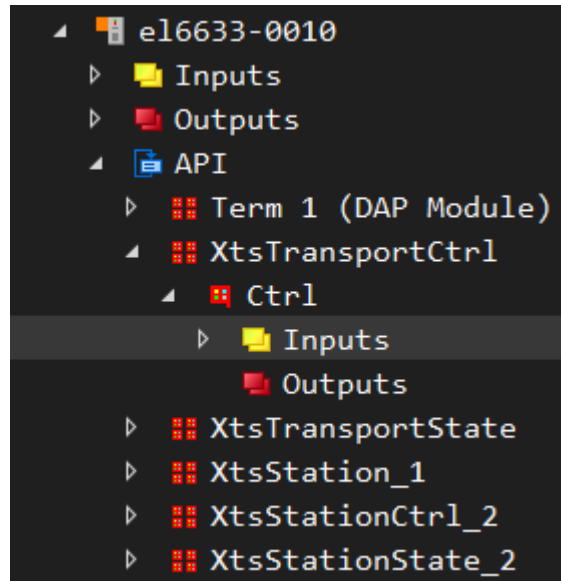 el6633-0010
Inputs
Outputs
API
Term 1 (DAP Module)
XtsTransportCtrl
Ctrl
Inputs
Outputs
XtsTransportState
XtsStation_1
XtsStationCtrl_2
XtsStationState_2